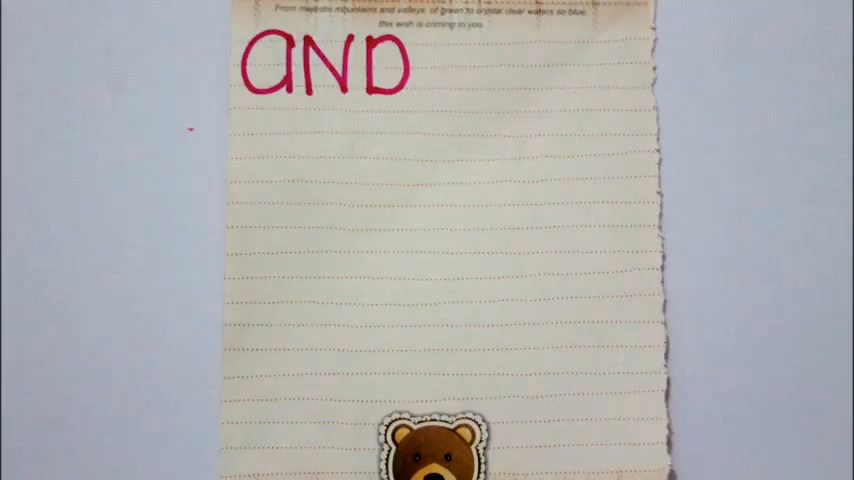 From majestic mountains and valleys of green to crystal clear waters so blue,
this wish is coming to you.
aND